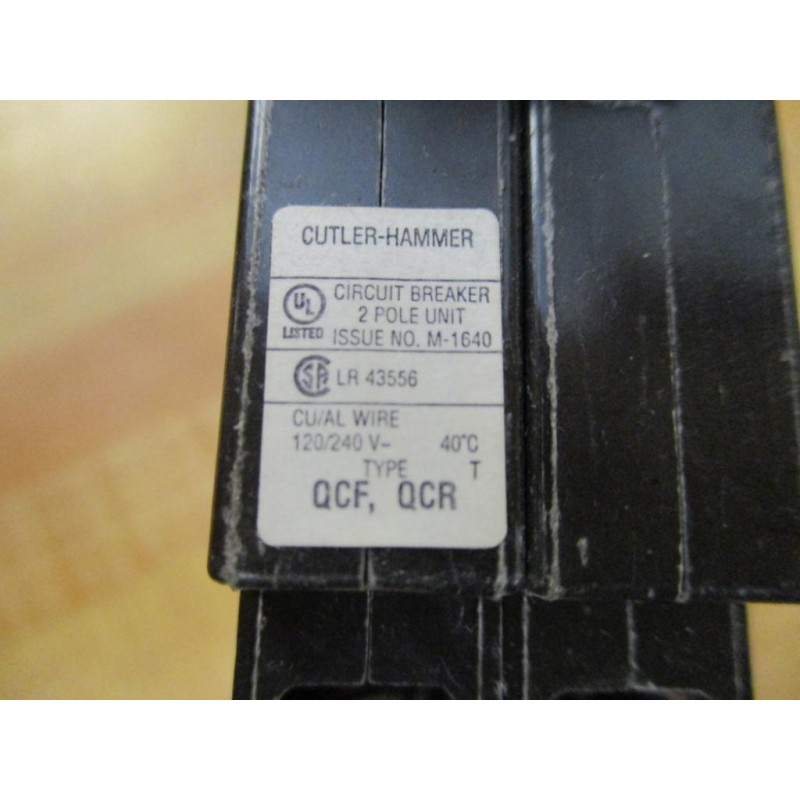 CUTLER-HAMMER
UL
LISTED
CIRCUIT BREAKER
2 POLE UNIT
ISSUE NO. M-1640
SA LR 43556
CU/AL WIRE
120/240 V~ 40°C
TYPE T
QCF, QCR